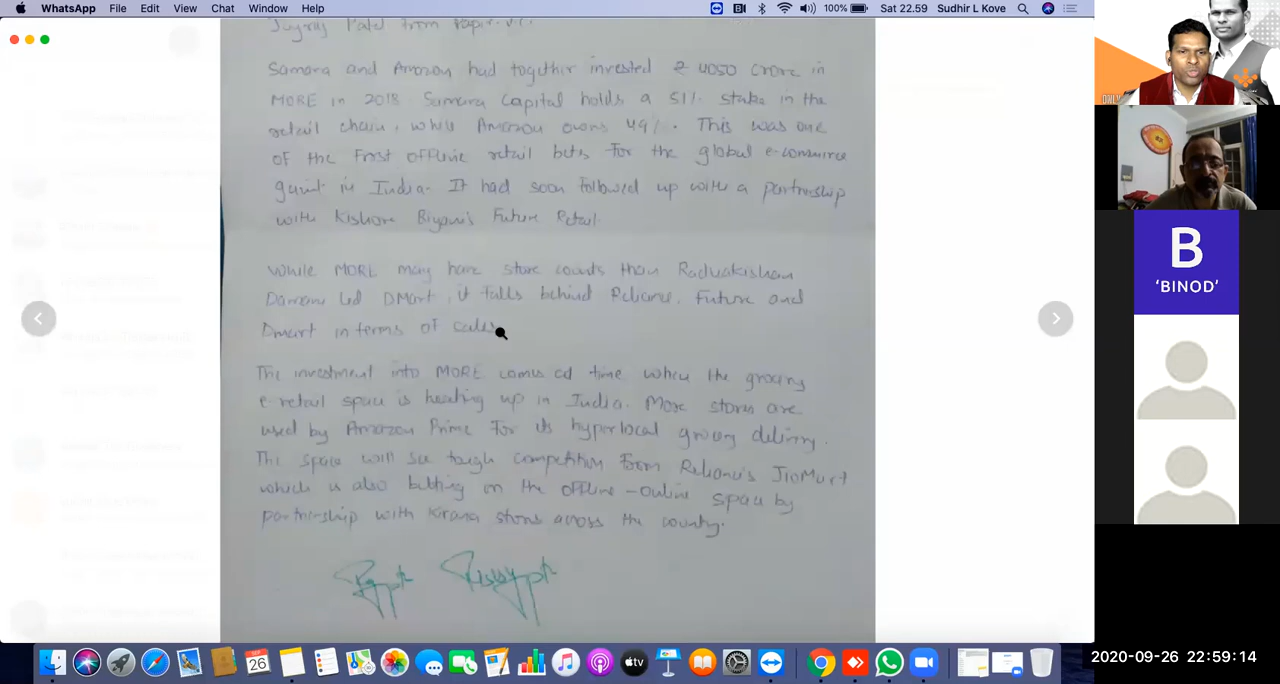 WhatsApp File Edit View Chat Window Help
100% Sat 22.59 Sudhir L Kove
Patel From
Samara and Amazon had together invested ₹ 4050 crore in
MORE in 2018 Samara Capital holds a 51% stake in the
retail chain, while Amazon owns 49%. This was one
of the First offline retail bets for the global e-commerce
giant in India. It had soon followed up with a partnership
with Kishore Biyani's Future Retail
While MORE may have store counts than Radhakishan
Damani led DMart, it falls behind Reliance, Future and
Dmart in terms of sales
The investment into MORE comes at time when the grocery
e-retail space is heating up in India. More stores are
used by Amazon Prime for its hyperlocal grocery delivery.
The space will see tough competition from Reliance's JioMart
which is also betting on the offline-online space by
partnership with Kirana stores across the country.
B
'BINOD'
SEP
26
tv
2020-09-26 22:59:14